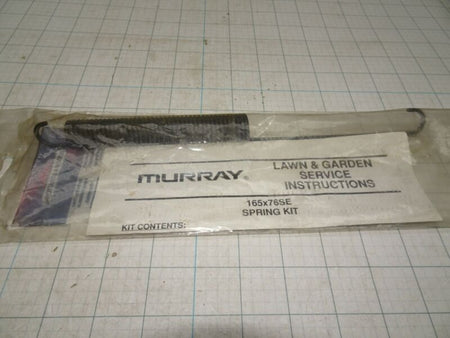 MURRAY
LAWN & GARDEN
SERVICE
INSTRUCTIONS
165x76SE
SPRING KIT
KIT CONTENTS: